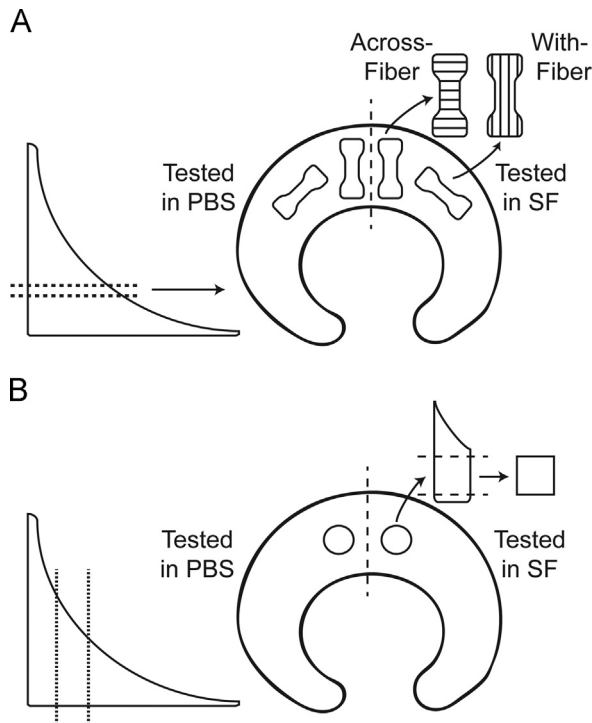 A
Across-
Fiber
With-
Fiber
Tested
in PBS
Tested
in SF
B
Tested
in PBS
Tested
in SF